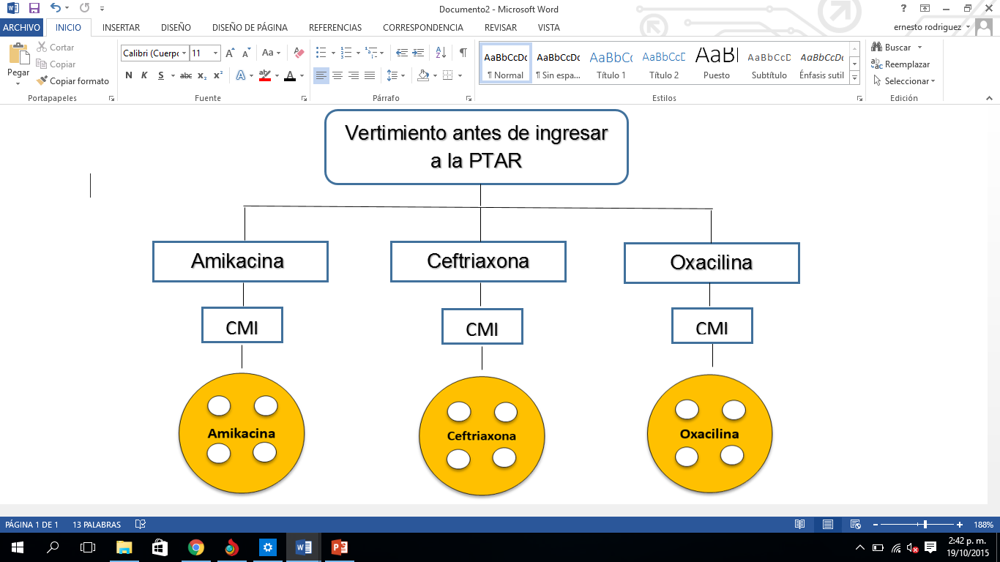 Documento2 - Microsoft Word
ARCHIVO INICIO INSERTAR DISEÑO DISEÑO DE PÁGINA REFERENCIAS CORRESPONDENCIA REVISAR VISTA ernesto rodriguez
Pegar
Cortar
Copiar
Copiar formato
Portapapeles
Calibri (Cuerpo 11
N K S abc x₂ x²
Fuente
Párrafo
AaBbCcDc AaBbCcDc AaBbCc AaBbCcD AaBl AaBbCcD AaBbCcDc
¶ Normal ¶ Sin espa... Título 1 Título 2 Puesto Subtítulo Énfasis sutil
Estilos
Buscar
Reemplazar
Seleccionar
Edición
Vertimiento antes de ingresar
a la PTAR
Amikacina Ceftriaxona Oxacilina
CMI CMI CMI
Amikacina Ceftriaxona Oxacilina
PÁGINA 1 DE 1 13 PALABRAS 188%
2:42 p. m.
19/10/2015